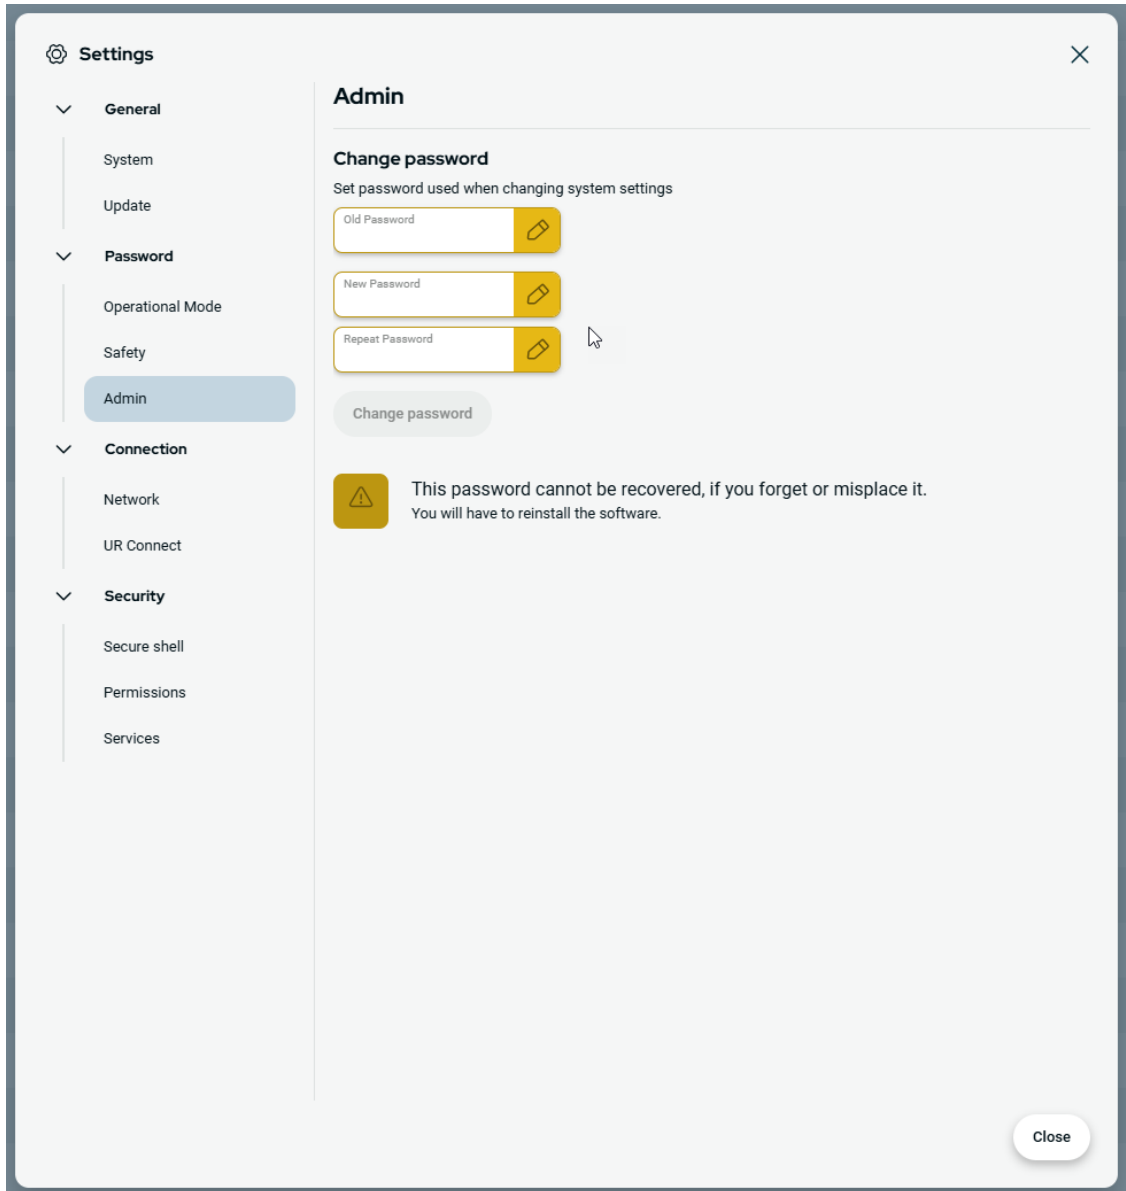 Settings
General
System
Update
Password
Operational Mode
Safety
Admin
Connection
Network
UR Connect
Security
Secure shell
Permissions
Services
Admin
Change password
Set password used when changing system settings
Old Password
New Password
Repeat Password
Change password
This password cannot be recovered, if you forget or misplace it.
You will have to reinstall the software.
Close